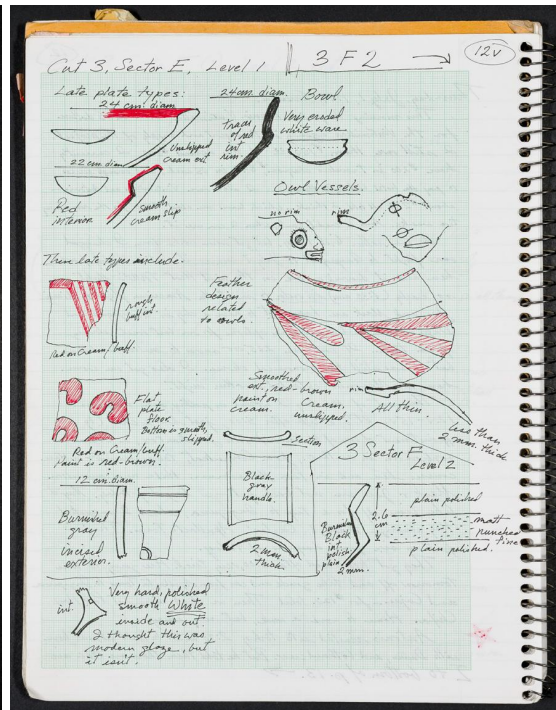 Cut 3, Sector E, Level 1
3 F 2
12v
Late plate types:
24 cm. diam.
Unslipped
cream ext
22 cm. diam
Red
interior
smooth
cream slip
24 cm. diam.
Traces
of red
int
rim.
Bowl
Very eroded
white ware.
Owl Vessels.
no rim
rim
These late types include.
rough
buff int.
Red on Cream/buff.
Feather
designs
related
to owls
Smoothed
ext., red-brown
paint on
cream.
Cream,
unslipped.
rim
All thin.
less than
2 mm. thick
Flat
plate
floor
Bottom is smooth,
slipped.
Red on Cream/buff.
Paint is red-brown.
Section
Black
gray
handle.
2 mm.
thick.
12 cm. diam.
Burnished
gray
incised
exterior.
3 Sector F
Level 2
Burnished
Black
int
polish
plain
2 mm.
2.6
cm
plain polished
matt
punched
fine
plain polished.
int.
Very hard, polished
smooth White
inside and out.
I thought this was
modern glaze, but
it isn't.